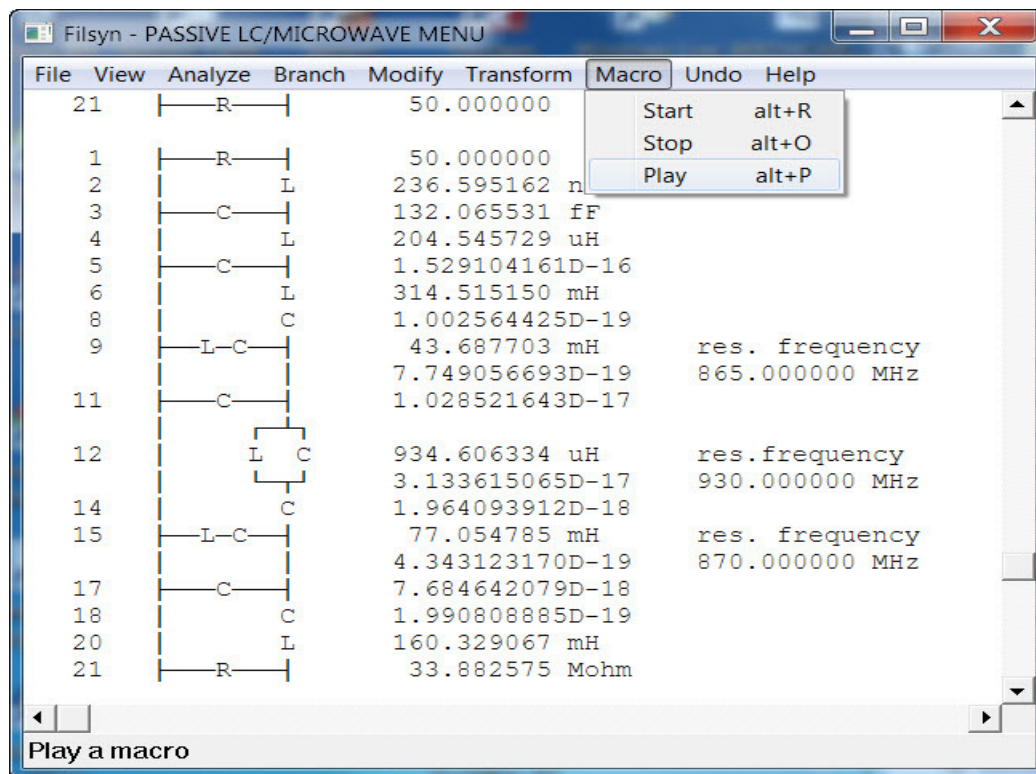 Filsyn - PASSIVE LC/MICROWAVE MENU
File View Analyze Branch Modify Transform Macro Undo Help
21 R 50.000000
Start alt+R
Stop alt+O
Play alt+P
1 R 50.000000
2 L 236.595162 n
3 C 132.065531 fF
4 L 204.545729 uH
5 C 1.529104161D-16
6 L 314.515150 mH
8 C 1.002564425D-19
9 L-C 43.687703 mH res. frequency
7.749056693D-19 865.000000 MHz
11 C 1.028521643D-17
12 L C 934.606334 uH res.frequency
3.133615065D-17 930.000000 MHz
14 C 1.964093912D-18
15 L-C 77.054785 mH res. frequency
4.343123170D-19 870.000000 MHz
17 C 7.684642079D-18
18 C 1.990808885D-19
20 L 160.329067 mH
21 R 33.882575 Mohm
Play a macro